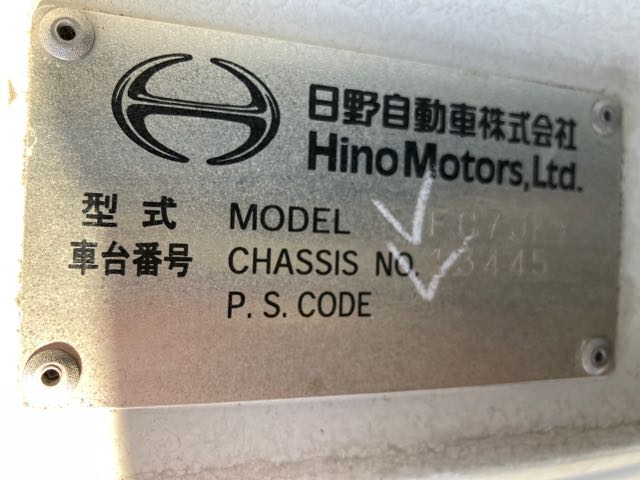 日野自動車株式会社
Hino Motors, Ltd.
型式 MODEL
車台番号 CHASSIS NO. 13445
P. S. CODE